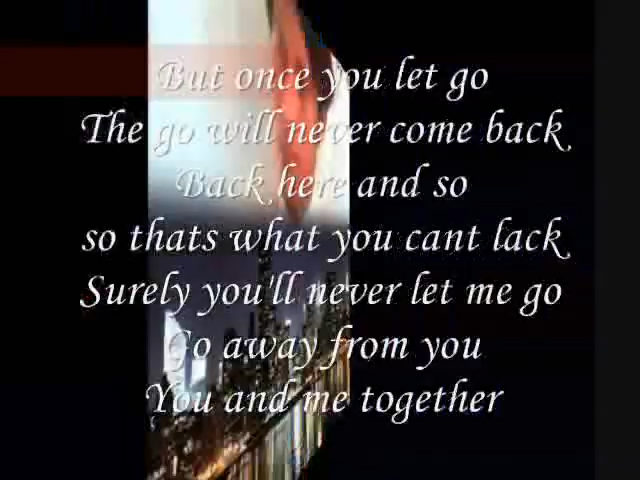 But once you let go
The go will never come back
Back here and so
so thats what you cant lack
Surely you'll never let me go
Go away from you
You and me together